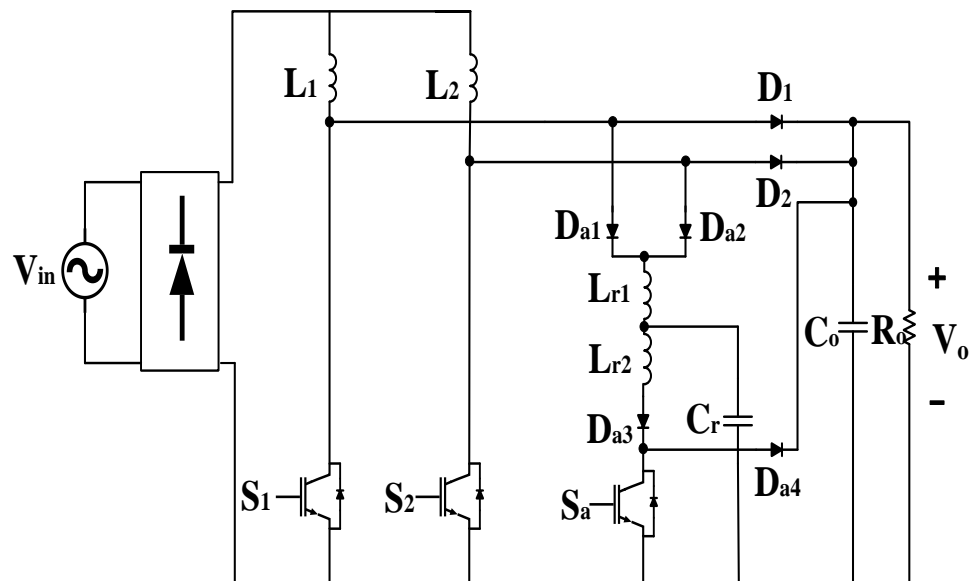 L1
L2
D1
D2
Da1
Da2
Vin
Lr1
+
Co
Ro
Vo
Lr2
−
Da3
Cr
Da4
S1
S2
Sa